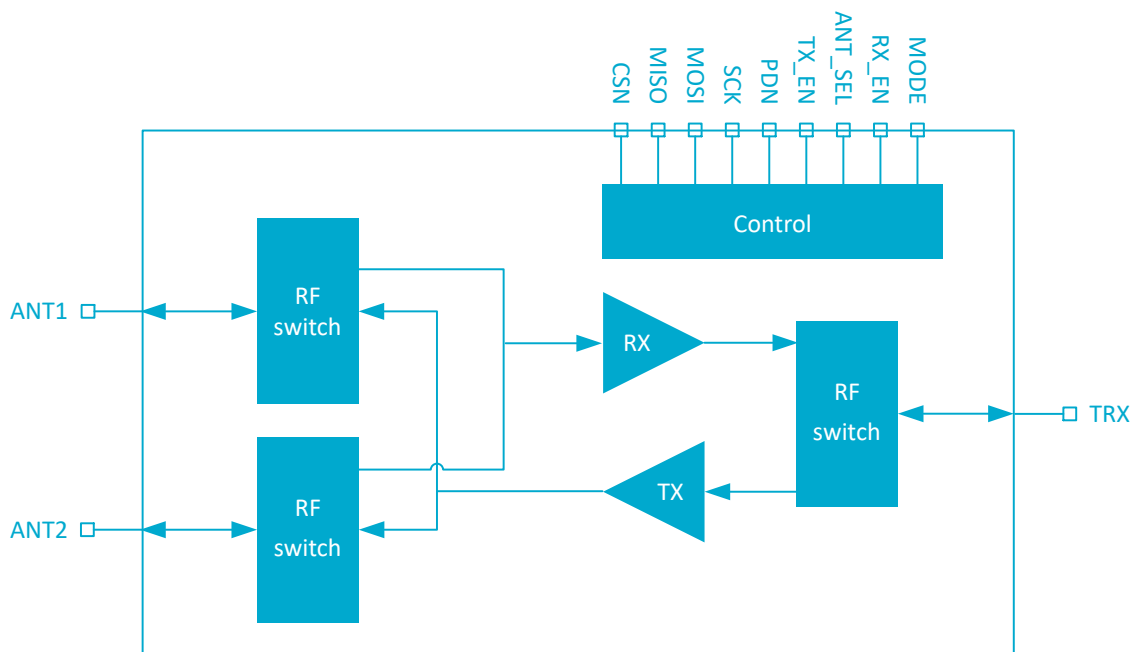 CSN
MISO
MOSI
SCK
PDN
TX_EN
ANT_SEL
RX_EN
MODE
Control
ANT1
RF
switch
RX
RF
switch
TRX
ANT2
RF
switch
TX